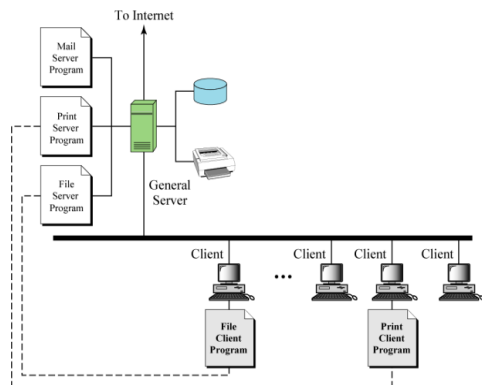 To Internet
Mail
Server
Program
Print
Server
Program
File
Server
Program
General
Server
Client
Client
Client
Client
...
File
Client
Program
Print
Client
Program